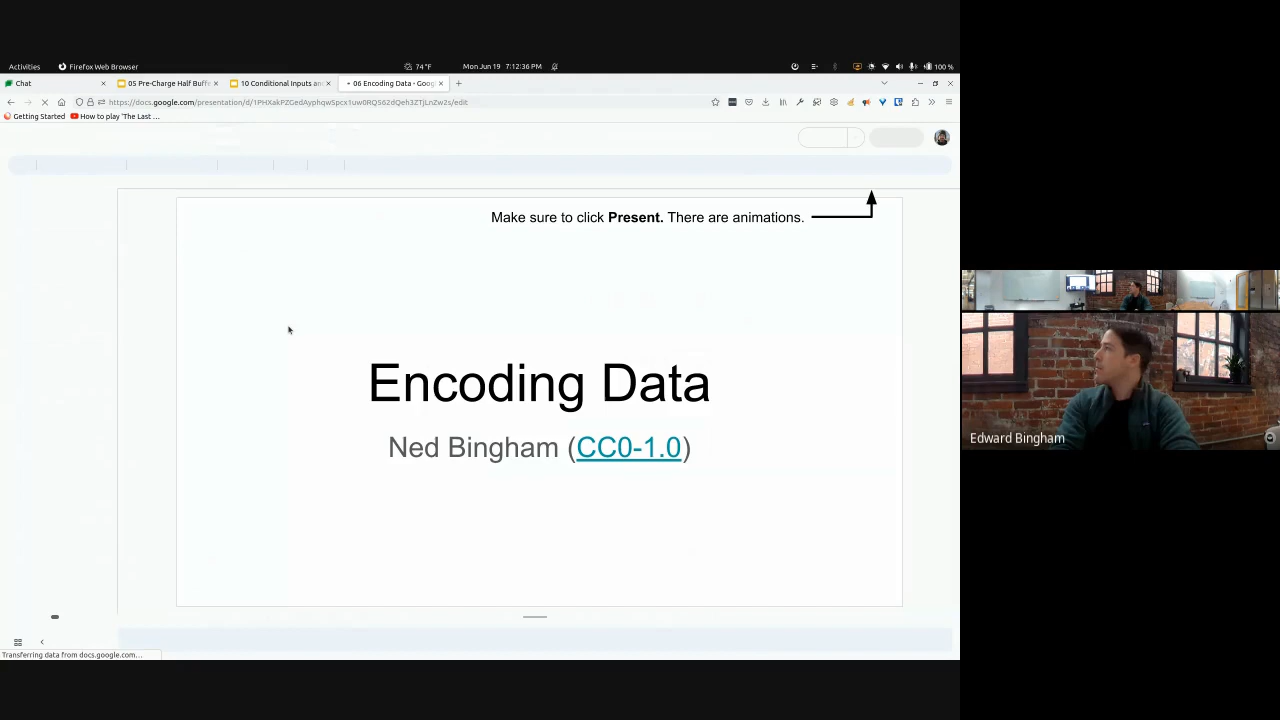 Activities Firefox Web Browser 74 °F Mon Jun 19 7:12:36 PM 100 %
Chat 05 Pre-Charge Half Buffe 10 Conditional Inputs an 06 Encoding Data - Goog
Getting Started How to play 'The Last ...
Make sure to click Present. There are animations.
Encoding Data
Ned Bingham (CC0-1.0)
Edward Bingham
Transferring data from docs.google.com...